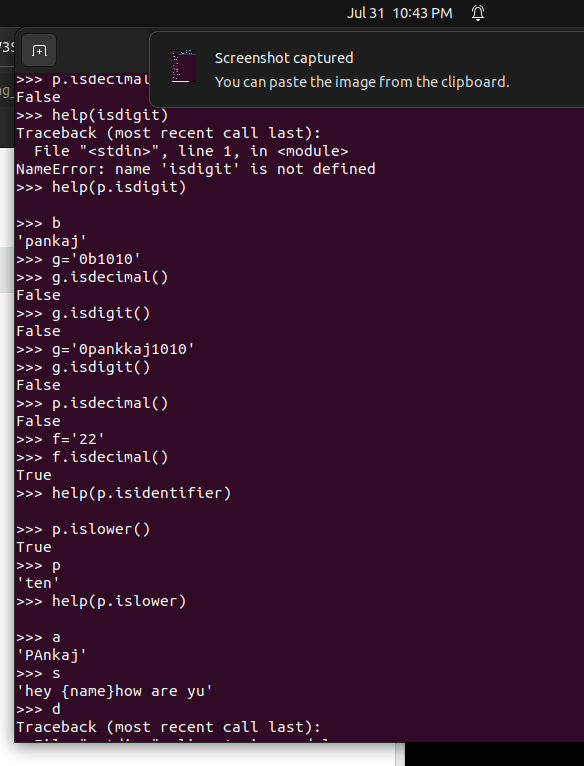 Jul 31 10:43 PM
Screenshot captured
You can paste the image from the clipboard.
>>> p.isdecimal
False
>>> help(isdigit)
Traceback (most recent call last):
  File "<stdin>", line 1, in <module>
NameError: name 'isdigit' is not defined
>>> help(p.isdigit)
>>> b
'pankaj'
>>> g='0b1010'
>>> g.isdecimal()
False
>>> g.isdigit()
False
>>> g='0pankkaj1010'
>>> g.isdigit()
False
>>> p.isdecimal()
False
>>> f='22'
>>> f.isdecimal()
True
>>> help(p.isidentifier)
>>> p.islower()
True
>>> p
'ten'
>>> help(p.islower)
>>> a
'PAnkaj'
>>> s
'hey {name}how are yu'
>>> d
Traceback (most recent call last):